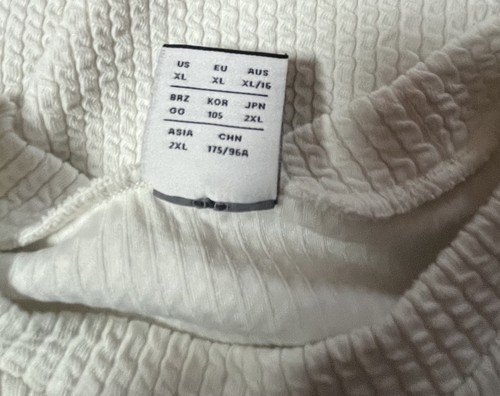 US EU AUS
XL XL XL/16
BRZ KOR JPN
GG 105 2XL
ASIA CHN
2XL 175/96A